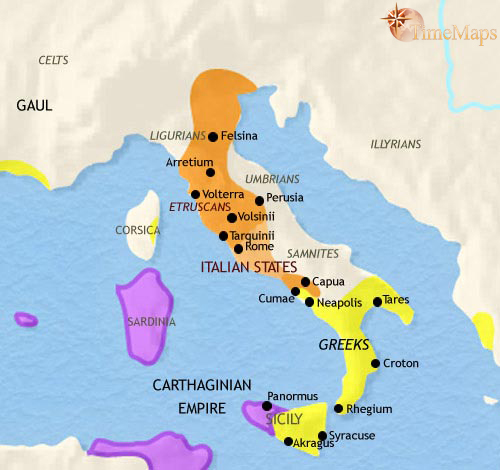 TimeMaps
CELTS
GAUL
LIGURIANS
Felsina
ILLYRIANS
Arretium
UMBRIANS
Volterra
Perusia
ETRUSCANS
Volsinii
CORSICA
Tarquinii
Rome
SAMNITES
ITALIAN STATES
Capua
Cumae
Neapolis
Tares
SARDINIA
GREEKS
Croton
CARTHAGINIAN
EMPIRE
Panormus
Rhegium
SICILY
Syracuse
Akragus